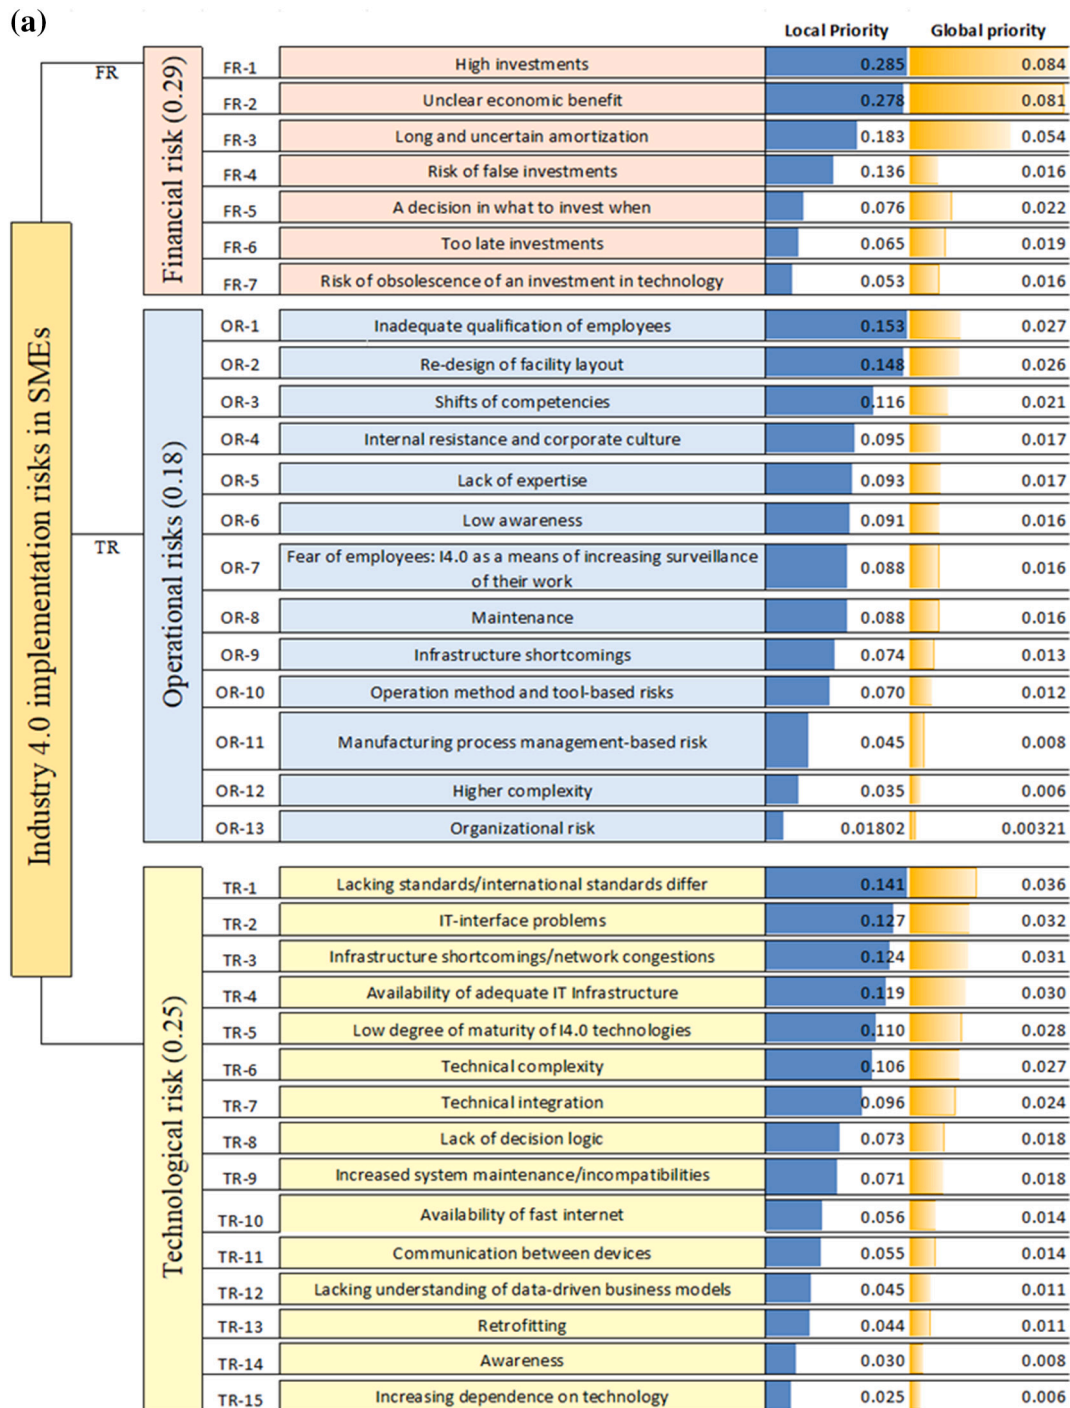 (a)
Local Priority Global priority
Industry 4.0 implementation risks in SMEs
FR
Financial risk (0.29)
FR-1 High investments 0.285 0.084
FR-2 Unclear economic benefit 0.278 0.081
FR-3 Long and uncertain amortization 0.183 0.054
FR-4 Risk of false investments 0.136 0.016
FR-5 A decision in what to invest when 0.076 0.022
FR-6 Too late investments 0.065 0.019
FR-7 Risk of obsolescence of an investment in technology 0.053 0.016
TR
Operational risks (0.18)
OR-1 Inadequate qualification of employees 0.153 0.027
OR-2 Re-design of facility layout 0.148 0.026
OR-3 Shifts of competencies 0.116 0.021
OR-4 Internal resistance and corporate culture 0.095 0.017
OR-5 Lack of expertise 0.093 0.017
OR-6 Low awareness 0.091 0.016
OR-7 Fear of employees: I4.0 as a means of increasing surveillance
of their work 0.088 0.016
OR-8 Maintenance 0.088 0.016
OR-9 Infrastructure shortcomings 0.074 0.013
OR-10 Operation method and tool-based risks 0.070 0.012
OR-11 Manufacturing process management-based risk 0.045 0.008
OR-12 Higher complexity 0.035 0.006
OR-13 Organizational risk 0.01802 0.00321
Technological risk (0.25)
TR-1 Lacking standards/international standards differ 0.141 0.036
TR-2 IT-interface problems 0.127 0.032
TR-3 Infrastructure shortcomings/network congestions 0.124 0.031
TR-4 Availability of adequate IT Infrastructure 0.119 0.030
TR-5 Low degree of maturity of I4.0 technologies 0.110 0.028
TR-6 Technical complexity 0.106 0.027
TR-7 Technical integration 0.096 0.024
TR-8 Lack of decision logic 0.073 0.018
TR-9 Increased system maintenance/incompatibilities 0.071 0.018
TR-10 Availability of fast internet 0.056 0.014
TR-11 Communication between devices 0.055 0.014
TR-12 Lacking understanding of data-driven business models 0.045 0.011
TR-13 Retrofitting 0.044 0.011
TR-14 Awareness 0.030 0.008
TR-15 Increasing dependence on technology 0.025 0.006